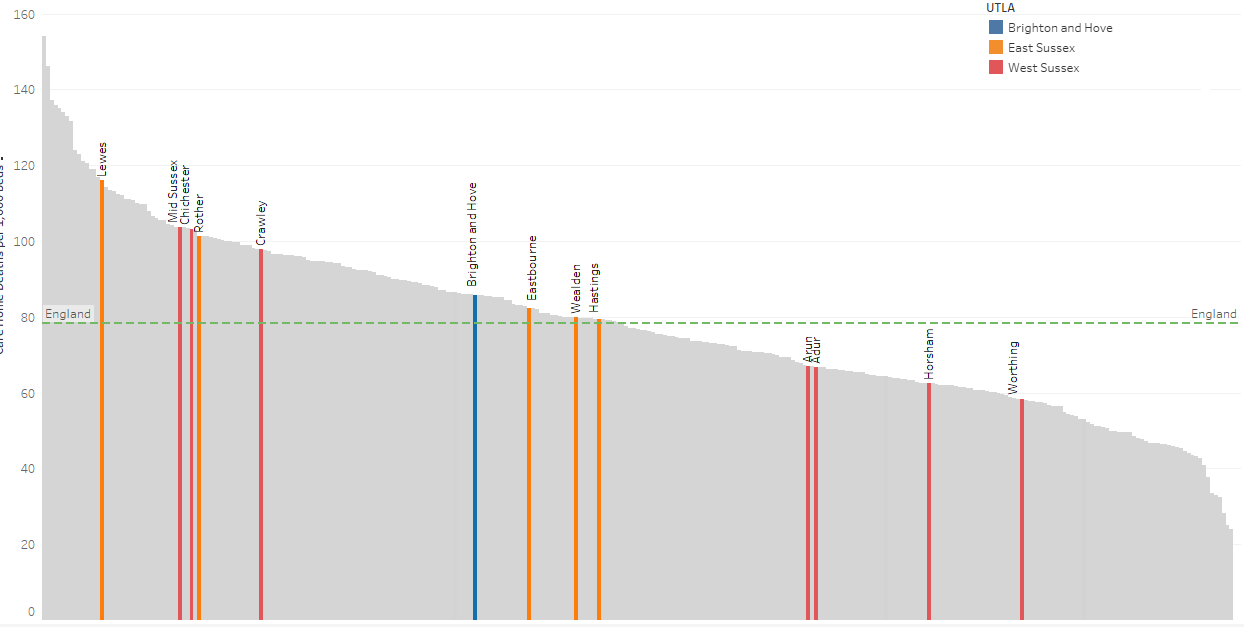 UTLA
Brighton and Hove
East Sussex
West Sussex
160
140
120
100
80
60
40
20
0
England
England
Lewes
Mid Sussex
Chichester
Rother
Crawley
Brighton and Hove
Eastbourne
Wealden
Hastings
Arun
Adur
Horsham
Worthing